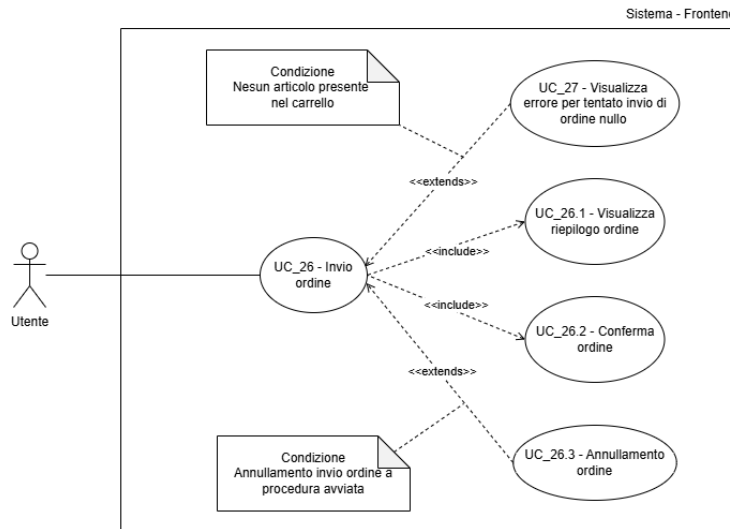 Sistema - Frontend
Condizione
Nesun articolo presente
nel carrello
UC_27 - Visualizza
errore per tentato invio di
ordine nullo
<<extends>>
UC_26.1 - Visualizza
riepilogo ordine
<<include>>
UC_26 - Invio
ordine
Utente
<<include>>
UC_26.2 - Conferma
ordine
<<extends>>
Condizione
Annullamento invio ordine a
procedura avviata
UC_26.3 - Annullamento
ordine